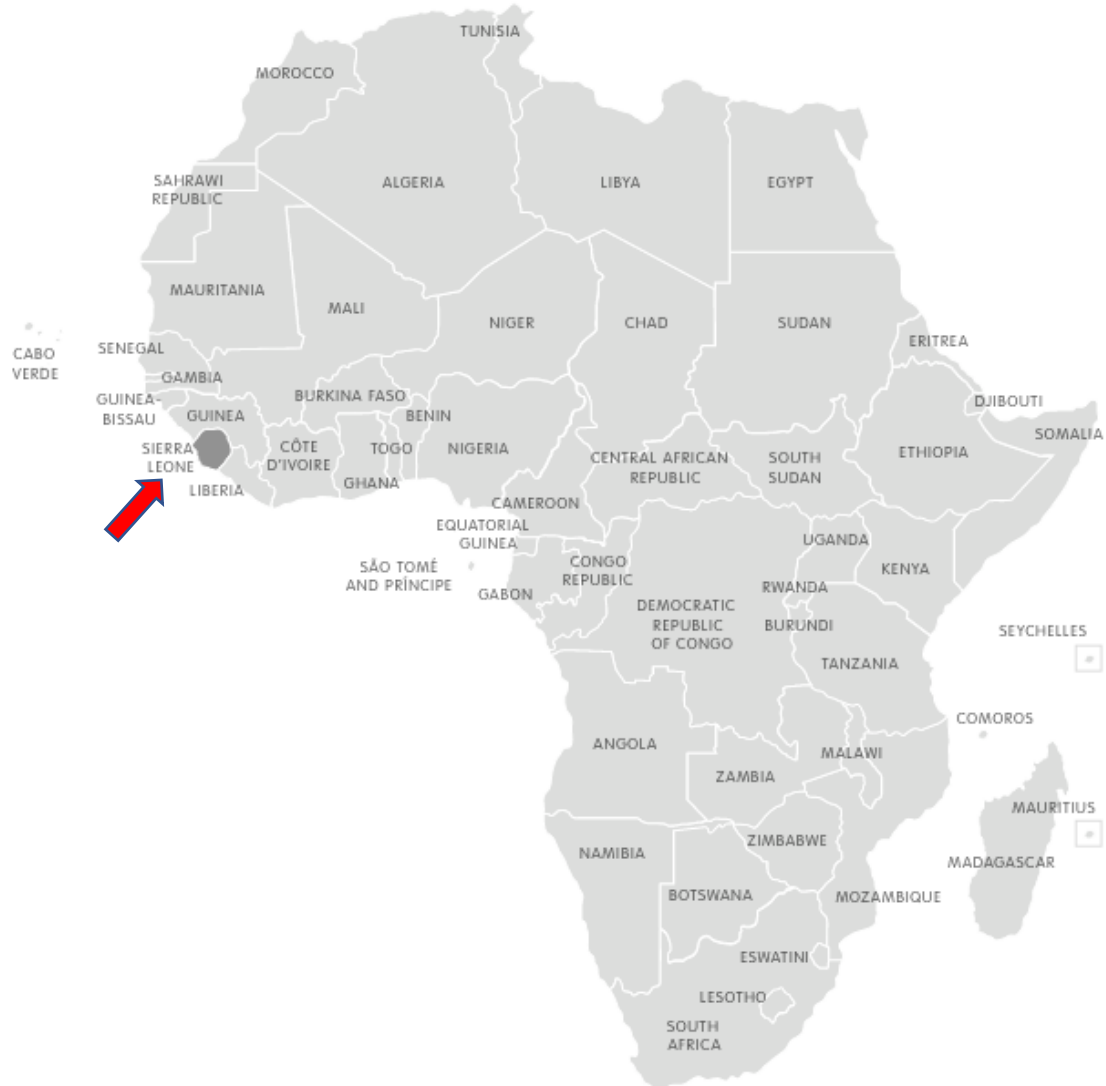 TUNISIA
MOROCCO
ALGERIA
LIBYA
EGYPT
SAHRAWI
REPUBLIC
MAURITANIA
MALI
NIGER
CHAD
SUDAN
ERITREA
CABO
VERDE
SENEGAL
GAMBIA
GUINEA-
BISSAU
GUINEA
BURKINA FASO
BENIN
DJIBOUTI
SOMALIA
SIERRA
LEONE
CÔTE
D'IVOIRE
TOGO
NIGERIA
CENTRAL AFRICAN
REPUBLIC
SOUTH
SUDAN
ETHIOPIA
LIBERIA
GHANA
CAMEROON
EQUATORIAL
GUINEA
UGANDA
KENYA
SÃO TOMÉ
AND PRÍNCIPE
GABON
CONGO
REPUBLIC
RWANDA
DEMOCRATIC
REPUBLIC
OF CONGO
BURUNDI
SEYCHELLES
TANZANIA
COMOROS
ANGOLA
MALAWI
ZAMBIA
MAURITIUS
ZIMBABWE
NAMIBIA
MADAGASCAR
BOTSWANA
MOZAMBIQUE
ESWATINI
LESOTHO
SOUTH
AFRICA